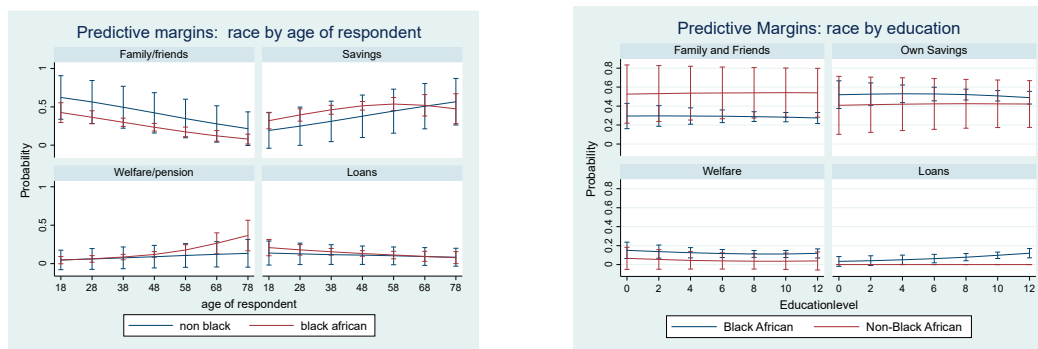 Predictive margins: race by age of respondent
Family/friends
Savings
0 0.5 1
Welfare/pension
Loans
0 0.5 1
Probability
18 28 38 48 58 68 78
18 28 38 48 58 68 78
age of respondent
non black
black african
Predictive Margins: race by education
Family and Friends
Own Savings
0 0.2 0.4 0.6 0.8
Welfare
Loans
0 0.2 0.4 0.6 0.8
Probability
0 2 4 6 8 10 12
0 2 4 6 8 10 12
Educationlevel
Black African
Non-Black African